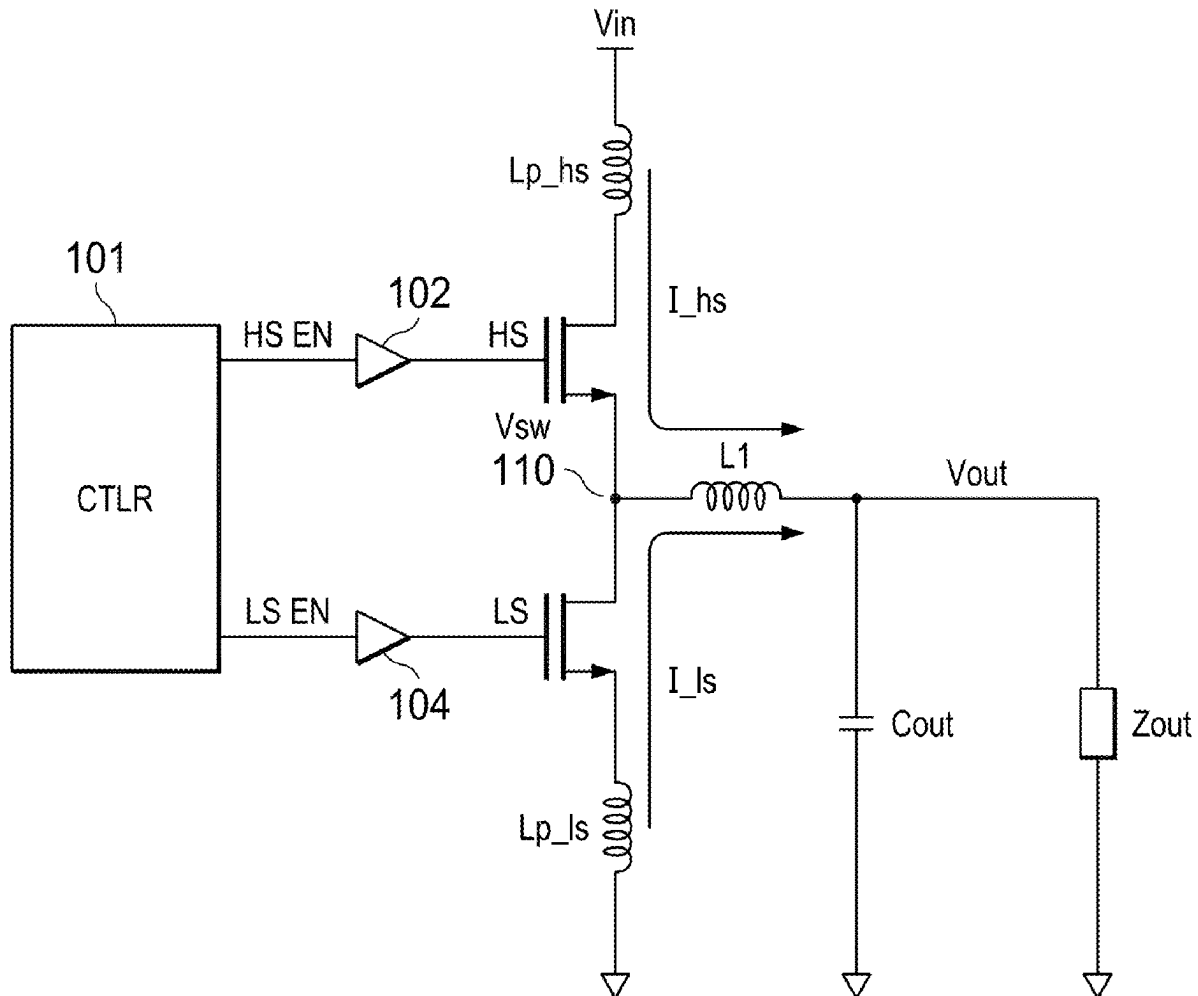 Vin
Lp_hs
101
102
I_hs
HS EN
HS
Vsw
110
L1
Vout
CTLR
LS EN
LS
104
I_ls
Cout
Zout
Lp_ls